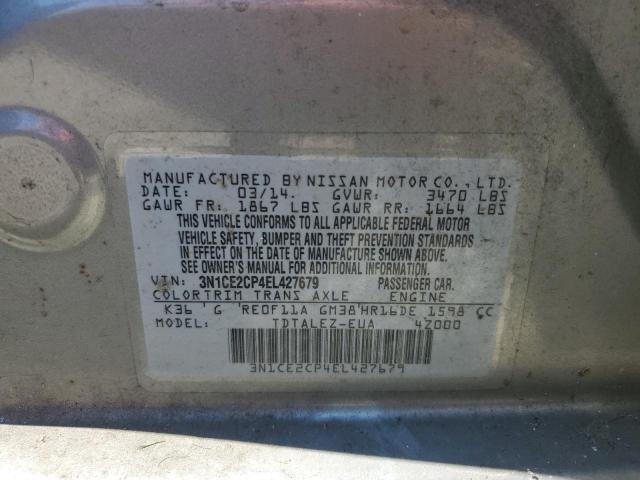 MANUFACTURED BY NISSAN MOTOR CO., LTD.
DATE: 03/14. GVWR: 3470 LBS
GAWR FR: 1867 LBS GAWR RR: 1664 LBS
THIS VEHICLE CONFORMS TO ALL APPLICABLE FEDERAL MOTOR
VEHICLE SAFETY, BUMPER AND THEFT PREVENTION STANDARDS
IN EFFECT ON THE DATE OF MANUFACTURE SHOWN ABOVE.
SEE OWNER'S MANUAL FOR ADDITIONAL INFORMATION.
VIN: 3N1CE2CP4EL427679 PASSENGER CAR.
COLOR TRIM TRANS AXLE ENGINE
K36 G RE0F11A GM38 HR16DE 1598 CC
MODEL: TDTALEZ-EUA 4Z000
3N1CE2CP4EL427679